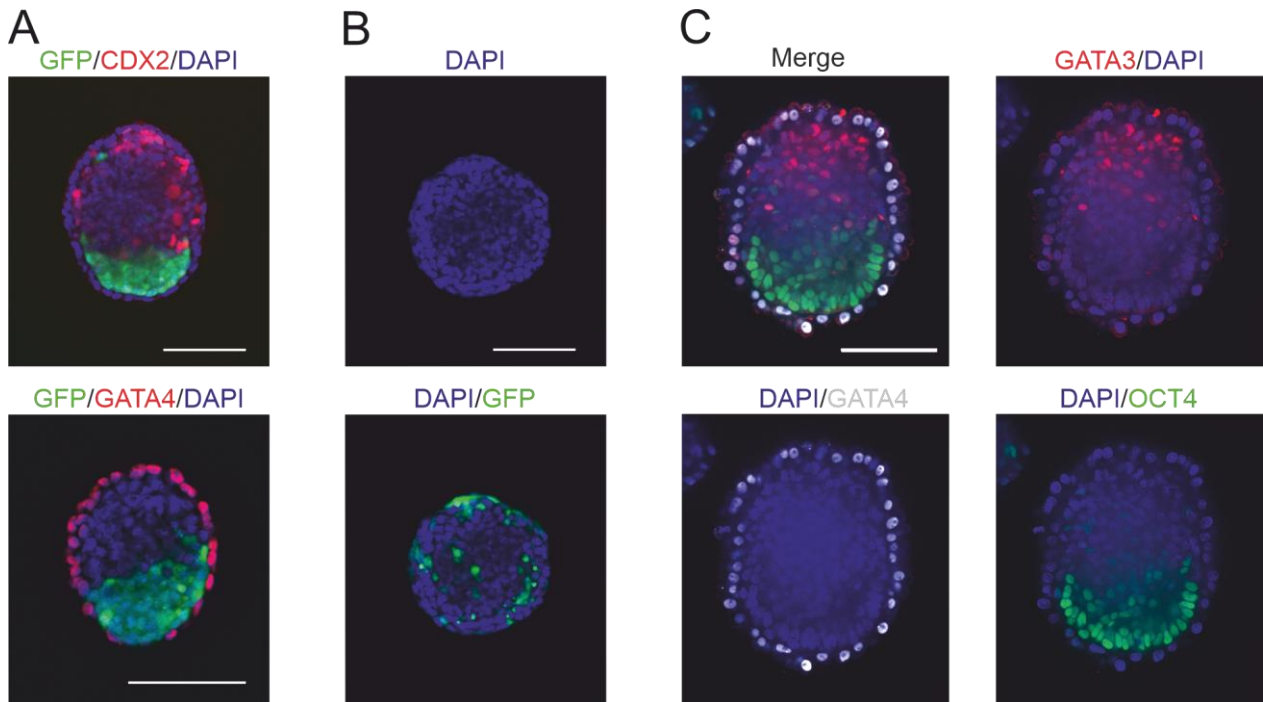 A
B
C
GFP/CDX2/DAPI
DAPI
Merge
GATA3/DAPI
GFP/GATA4/DAPI
DAPI/GFP
DAPI/GATA4
DAPI/OCT4